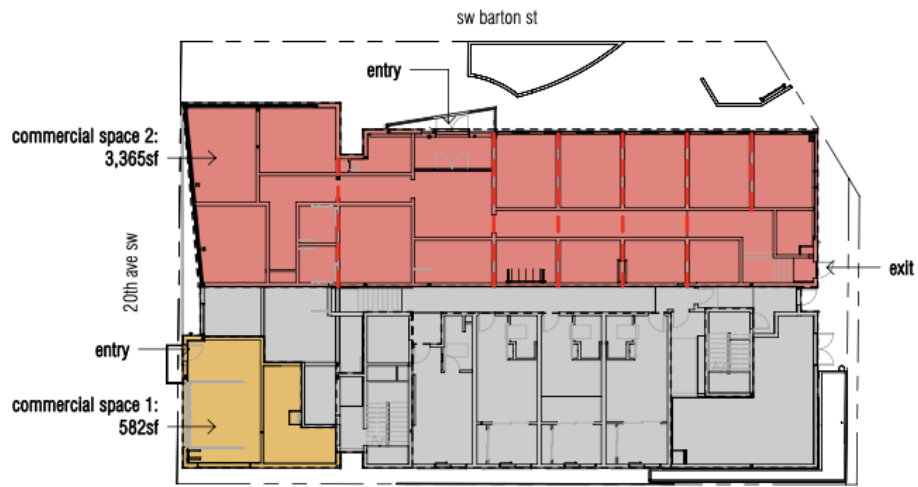 sw barton st
entry
commercial space 2:
3,365sf
exit
20th ave sw
entry
commercial space 1:
582sf